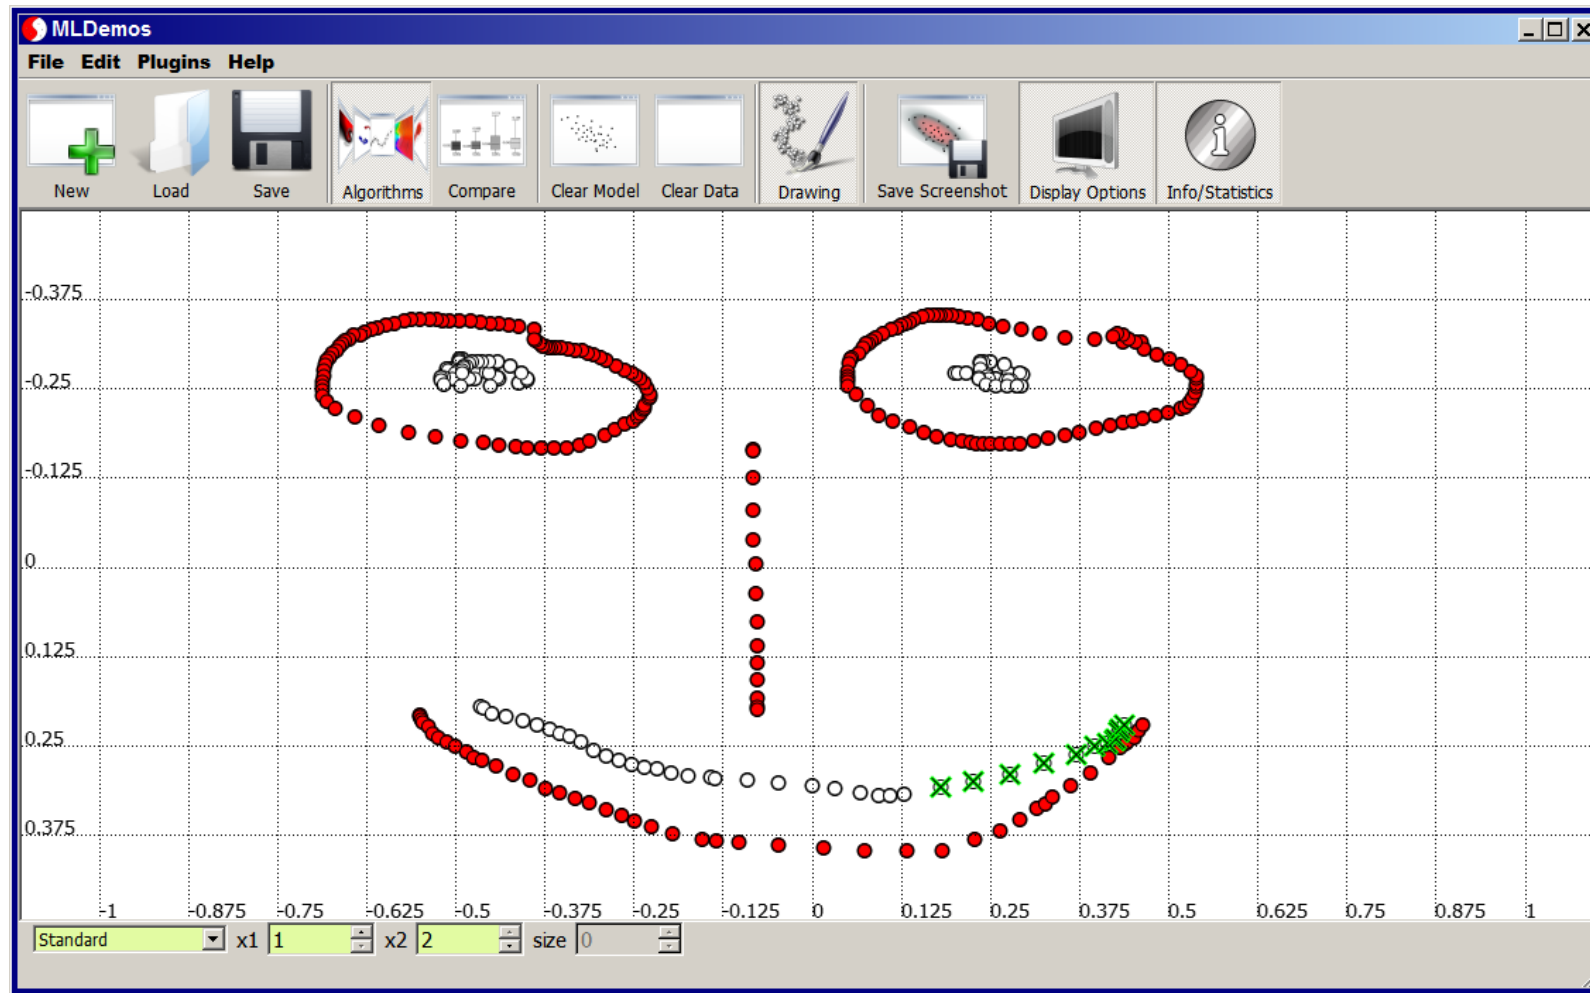 MLDemos
File Edit Plugins Help
New Load Save Algorithms Compare Clear Model Clear Data Drawing Save Screenshot Display Options Info/Statistics
-0.375
-0.25
-0.125
0
0.125
0.25
0.375
-1 -0.875 -0.75 -0.625 -0.5 -0.375 -0.25 -0.125 0 0.125 0.25 0.375 0.5 0.625 0.75 0.875 1
Standard x1 1 x2 2 size 0